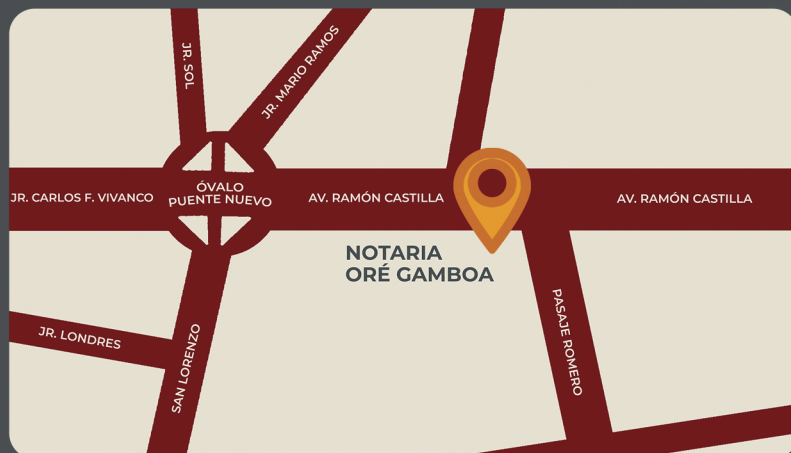 JR. SOL
JR. MARIO RAMOS
JR. CARLOS F. VIVANCO
ÓVALO
PUENTE NUEVO
AV. RAMÓN CASTILLA
AV. RAMÓN CASTILLA
NOTARIA
ORÉ GAMBOA
JR. LONDRES
SAN LORENZO
PASAJE ROMERO